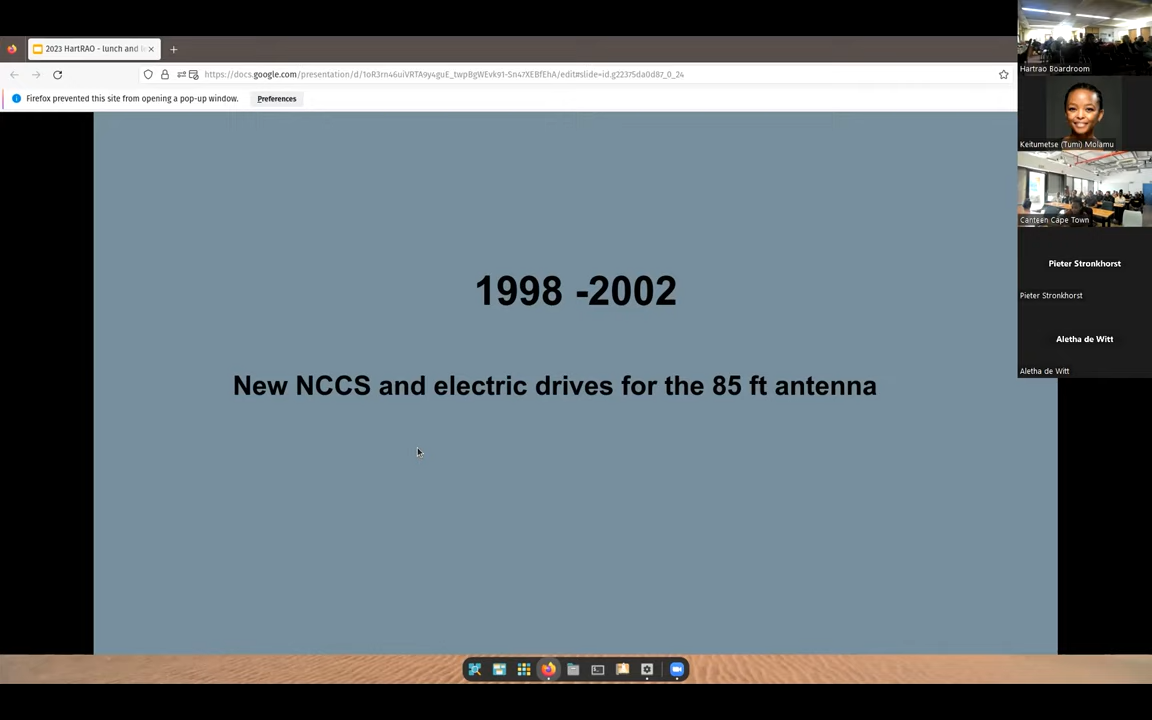 2023 HartRAO - lunch and l
https://docs.google.com/presentation/d/1oR3rn46uiVRTA9y4guE_twpBgWEvk91-Sn47XEBfEhA/edit#slide=id.g22375da0d87_0_24
Firefox prevented this site from opening a pop-up window.
Preferences
1998 -2002
New NCCS and electric drives for the 85 ft antenna
Hartrao Boardroom
Keitumetse (Tumi) Molamu
Canteen Cape Town
Pieter Stronkhorst
Pieter Stronkhorst
Aletha de Witt
Aletha de Witt